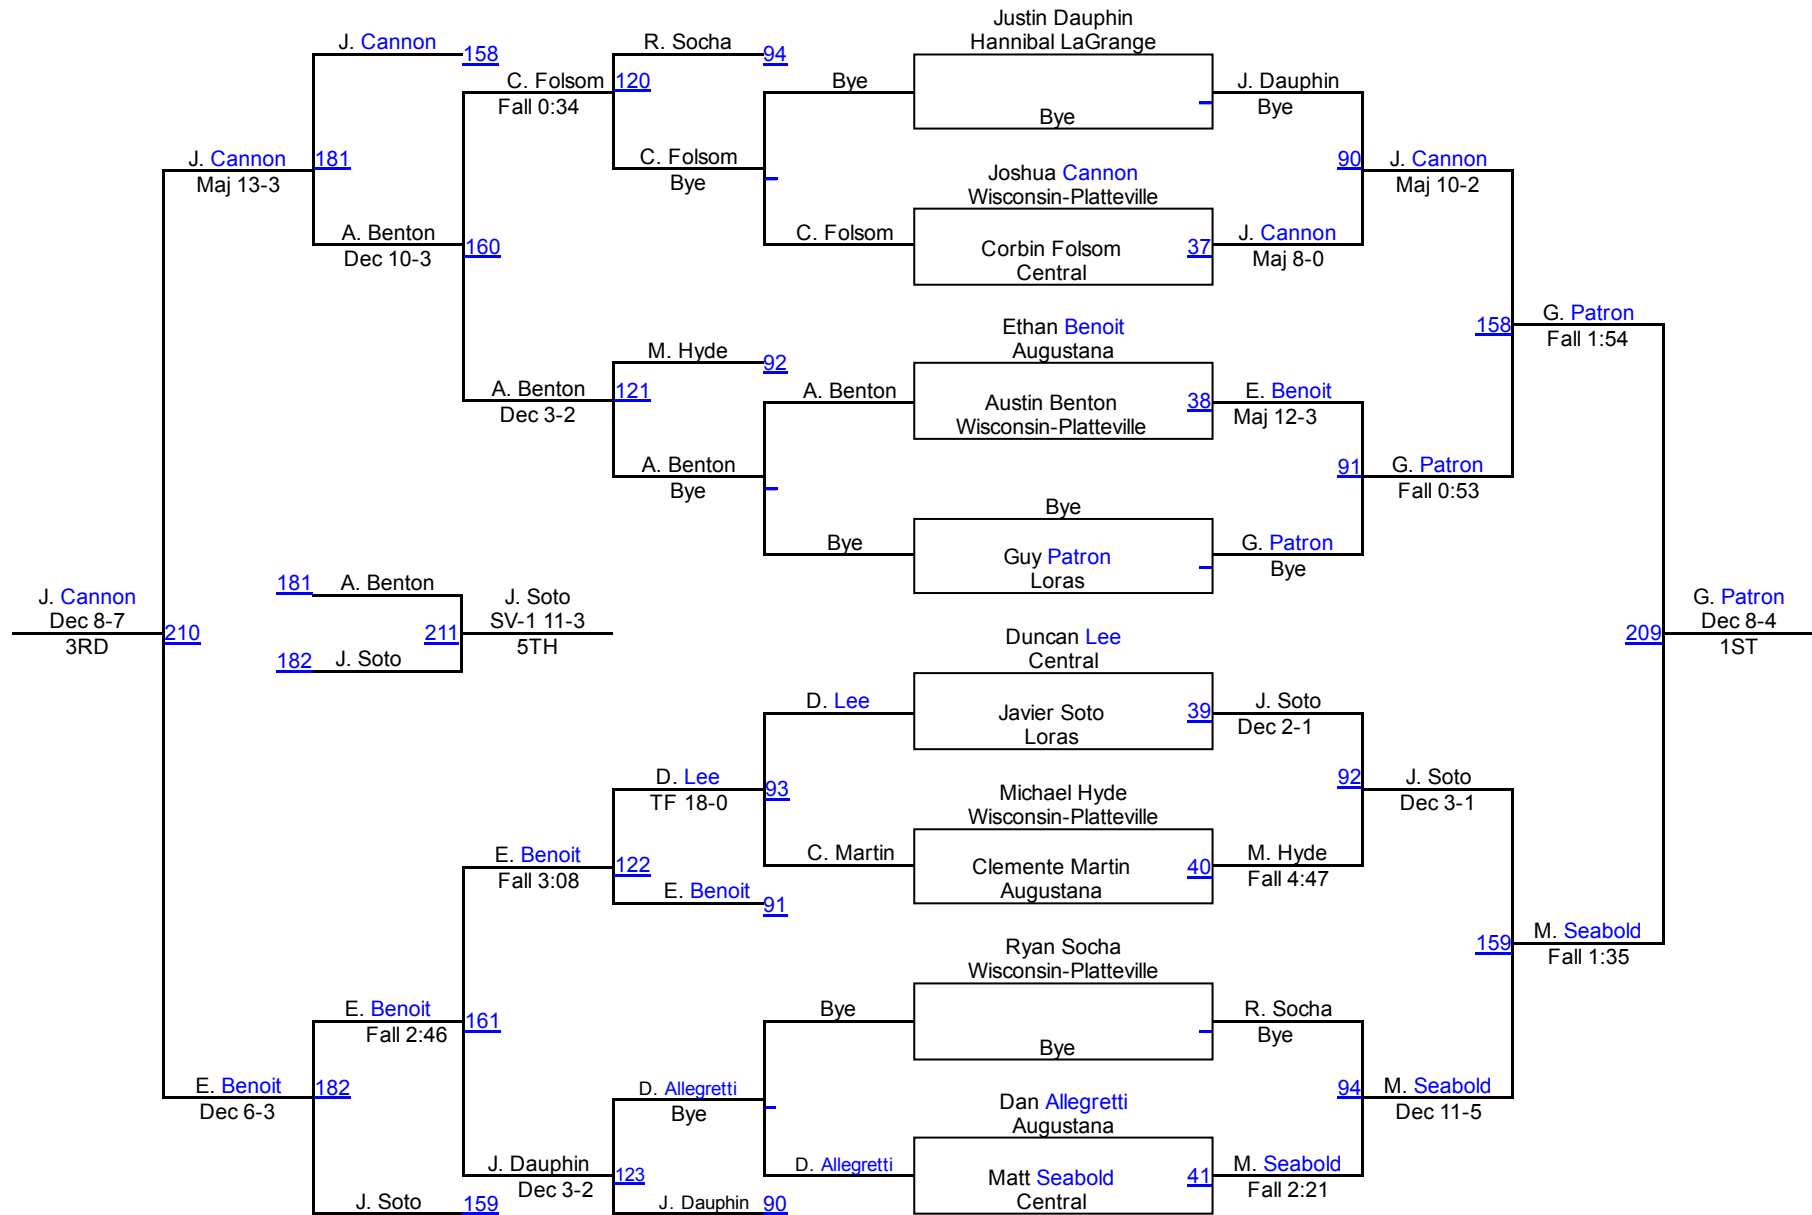 Justin Dauphin
Hannibal LaGrange
J. Cannon
158
R. Socha
94
C. Folsom
120
Fall 0:34
Bye
Bye
J. Dauphin
Bye
C. Folsom
Bye
J. Cannon
181
Maj 13-3
Joshua Cannon
Wisconsin-Platteville
90
J. Cannon
Maj 10-2
A. Benton
160
Dec 10-3
C. Folsom
Corbin Folsom
Central
37
J. Cannon
Maj 8-0
Ethan Benoit
Augustana
158
G. Patron
Fall 1:54
M. Hyde
92
A. Benton
121
Dec 3-2
A. Benton
Austin Benton
Wisconsin-Platteville
38
E. Benoit
Maj 12-3
A. Benton
Bye
91
G. Patron
Fall 0:53
Bye
Bye
Guy Patron
Loras
G. Patron
Bye
181
A. Benton
J. Cannon
Dec 8-7
3RD
210
J. Soto
SV-1 11-3
5TH
211
182
J. Soto
Duncan Lee
Central
209
G. Patron
Dec 8-4
1ST
D. Lee
Javier Soto
Loras
39
J. Soto
Dec 2-1
D. Lee
TF 18-0
93
Michael Hyde
Wisconsin-Platteville
92
J. Soto
Dec 3-1
E. Benoit
122
Fall 3:08
C. Martin
Clemente Martin
Augustana
40
M. Hyde
Fall 4:47
E. Benoit
91
Ryan Socha
Wisconsin-Platteville
159
M. Seabold
Fall 1:35
E. Benoit
161
Fall 2:46
Bye
Bye
R. Socha
Bye
E. Benoit
182
Dec 6-3
D. Allegretti
Bye
Dan Allegretti
Augustana
94
M. Seabold
Dec 11-5
J. Dauphin
123
Dec 3-2
D. Allegretti
Matt Seabold
Central
41
M. Seabold
Fall 2:21
J. Soto
159
J. Dauphin
90